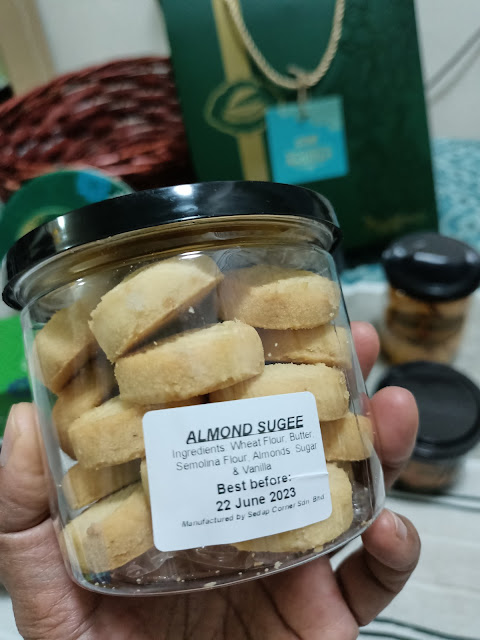 ALMOND SUGEE
Ingredients: Wheat Flour, Butter
Semolina Flour, Almonds, Sugar
& Vanilla
Best before:
22 June 2023
Manufactured by Sedap Corner Sdn Bhd